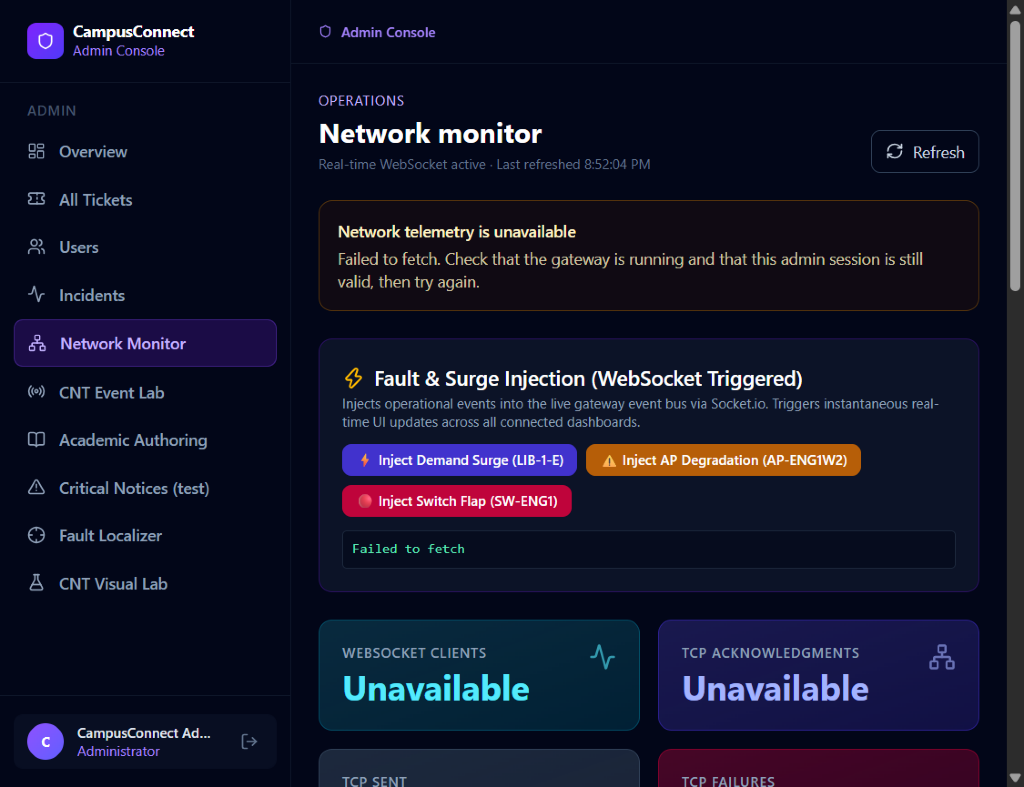 CampusConnect
Admin Console
ADMIN
Overview
All Tickets
Users
Incidents
Network Monitor
CNT Event Lab
Academic Authoring
Critical Notices (test)
Fault Localizer
CNT Visual Lab
C
CampusConnect Ad...
Administrator
Admin Console
OPERATIONS
Network monitor
Real-time WebSocket active · Last refreshed 8:52:04 PM
Refresh
Network telemetry is unavailable
Failed to fetch. Check that the gateway is running and that this admin session is still
valid, then try again.
Fault & Surge Injection (WebSocket Triggered)
Injects operational events into the live gateway event bus via Socket.io. Triggers instantaneous real-
time UI updates across all connected dashboards.
Inject Demand Surge (LIB-1-E)
Inject AP Degradation (AP-ENG1W2)
Inject Switch Flap (SW-ENG1)
Failed to fetch
WEBSOCKET CLIENTS
Unavailable
TCP ACKNOWLEDGMENTS
Unavailable
TCP SENT
TCP FAILURES